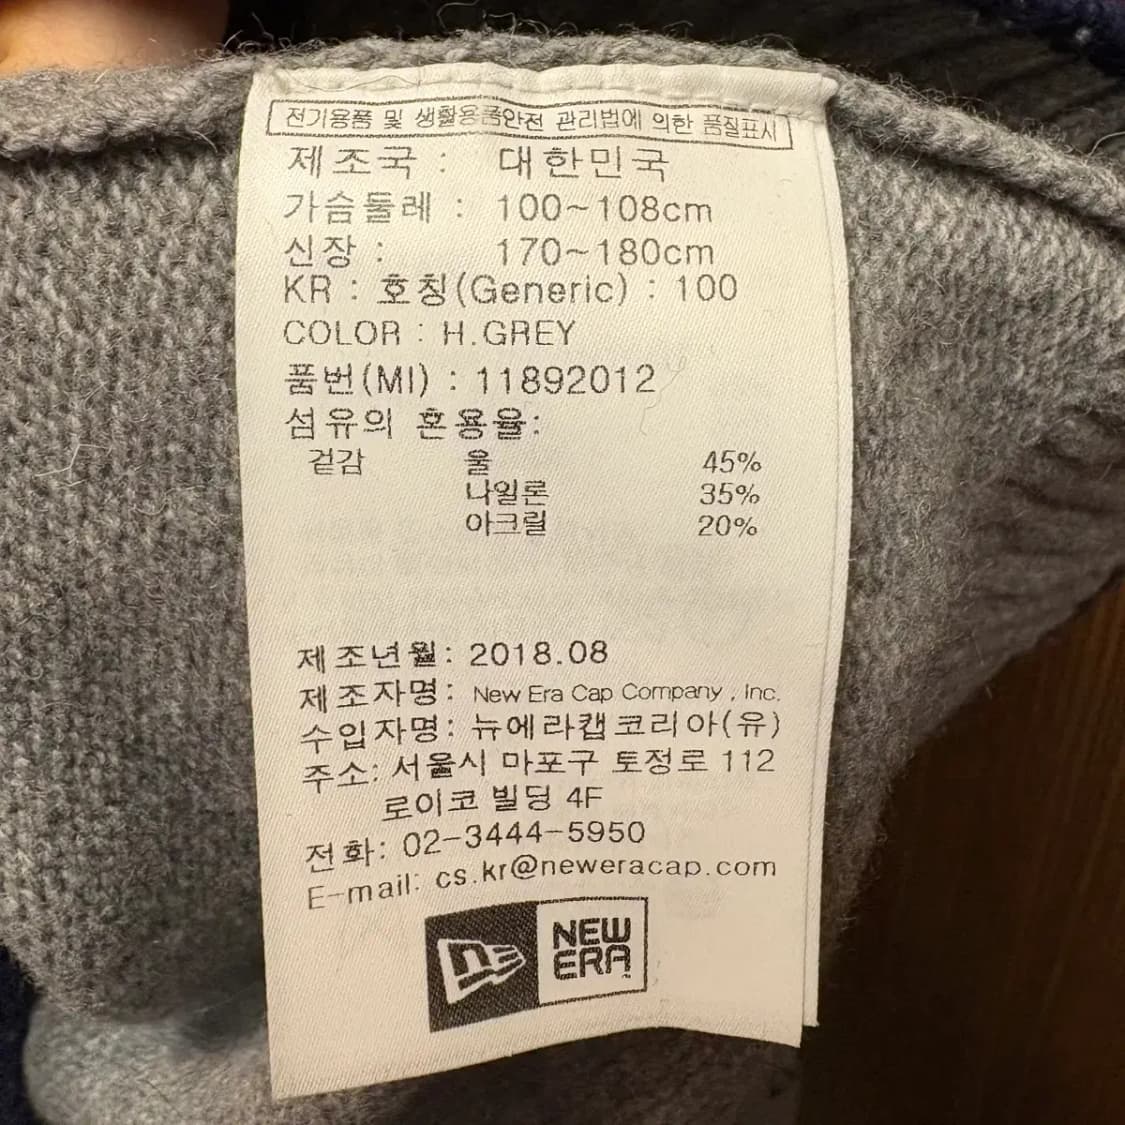 전기용품 및 생활용품안전 관리법에 의한 품질표시
제조국 : 대한민국
가슴둘레 : 100~108cm
신장 : 170~180cm
KR : 호칭(Generic) : 100
COLOR : H.GREY
품번(MI) : 11892012
섬유의 혼용율:
겉감 울 45%
나일론 35%
아크릴 20%
제조년월: 2018.08
제조자명: New Era Cap Company , Inc.
수입자명: 뉴에라캡코리아(유)
주소: 서울시 마포구 토정로 112
로이코 빌딩 4F
전화: 02-3444-5950
E-mail: cs.kr@neweracap.com
NEW
ERA